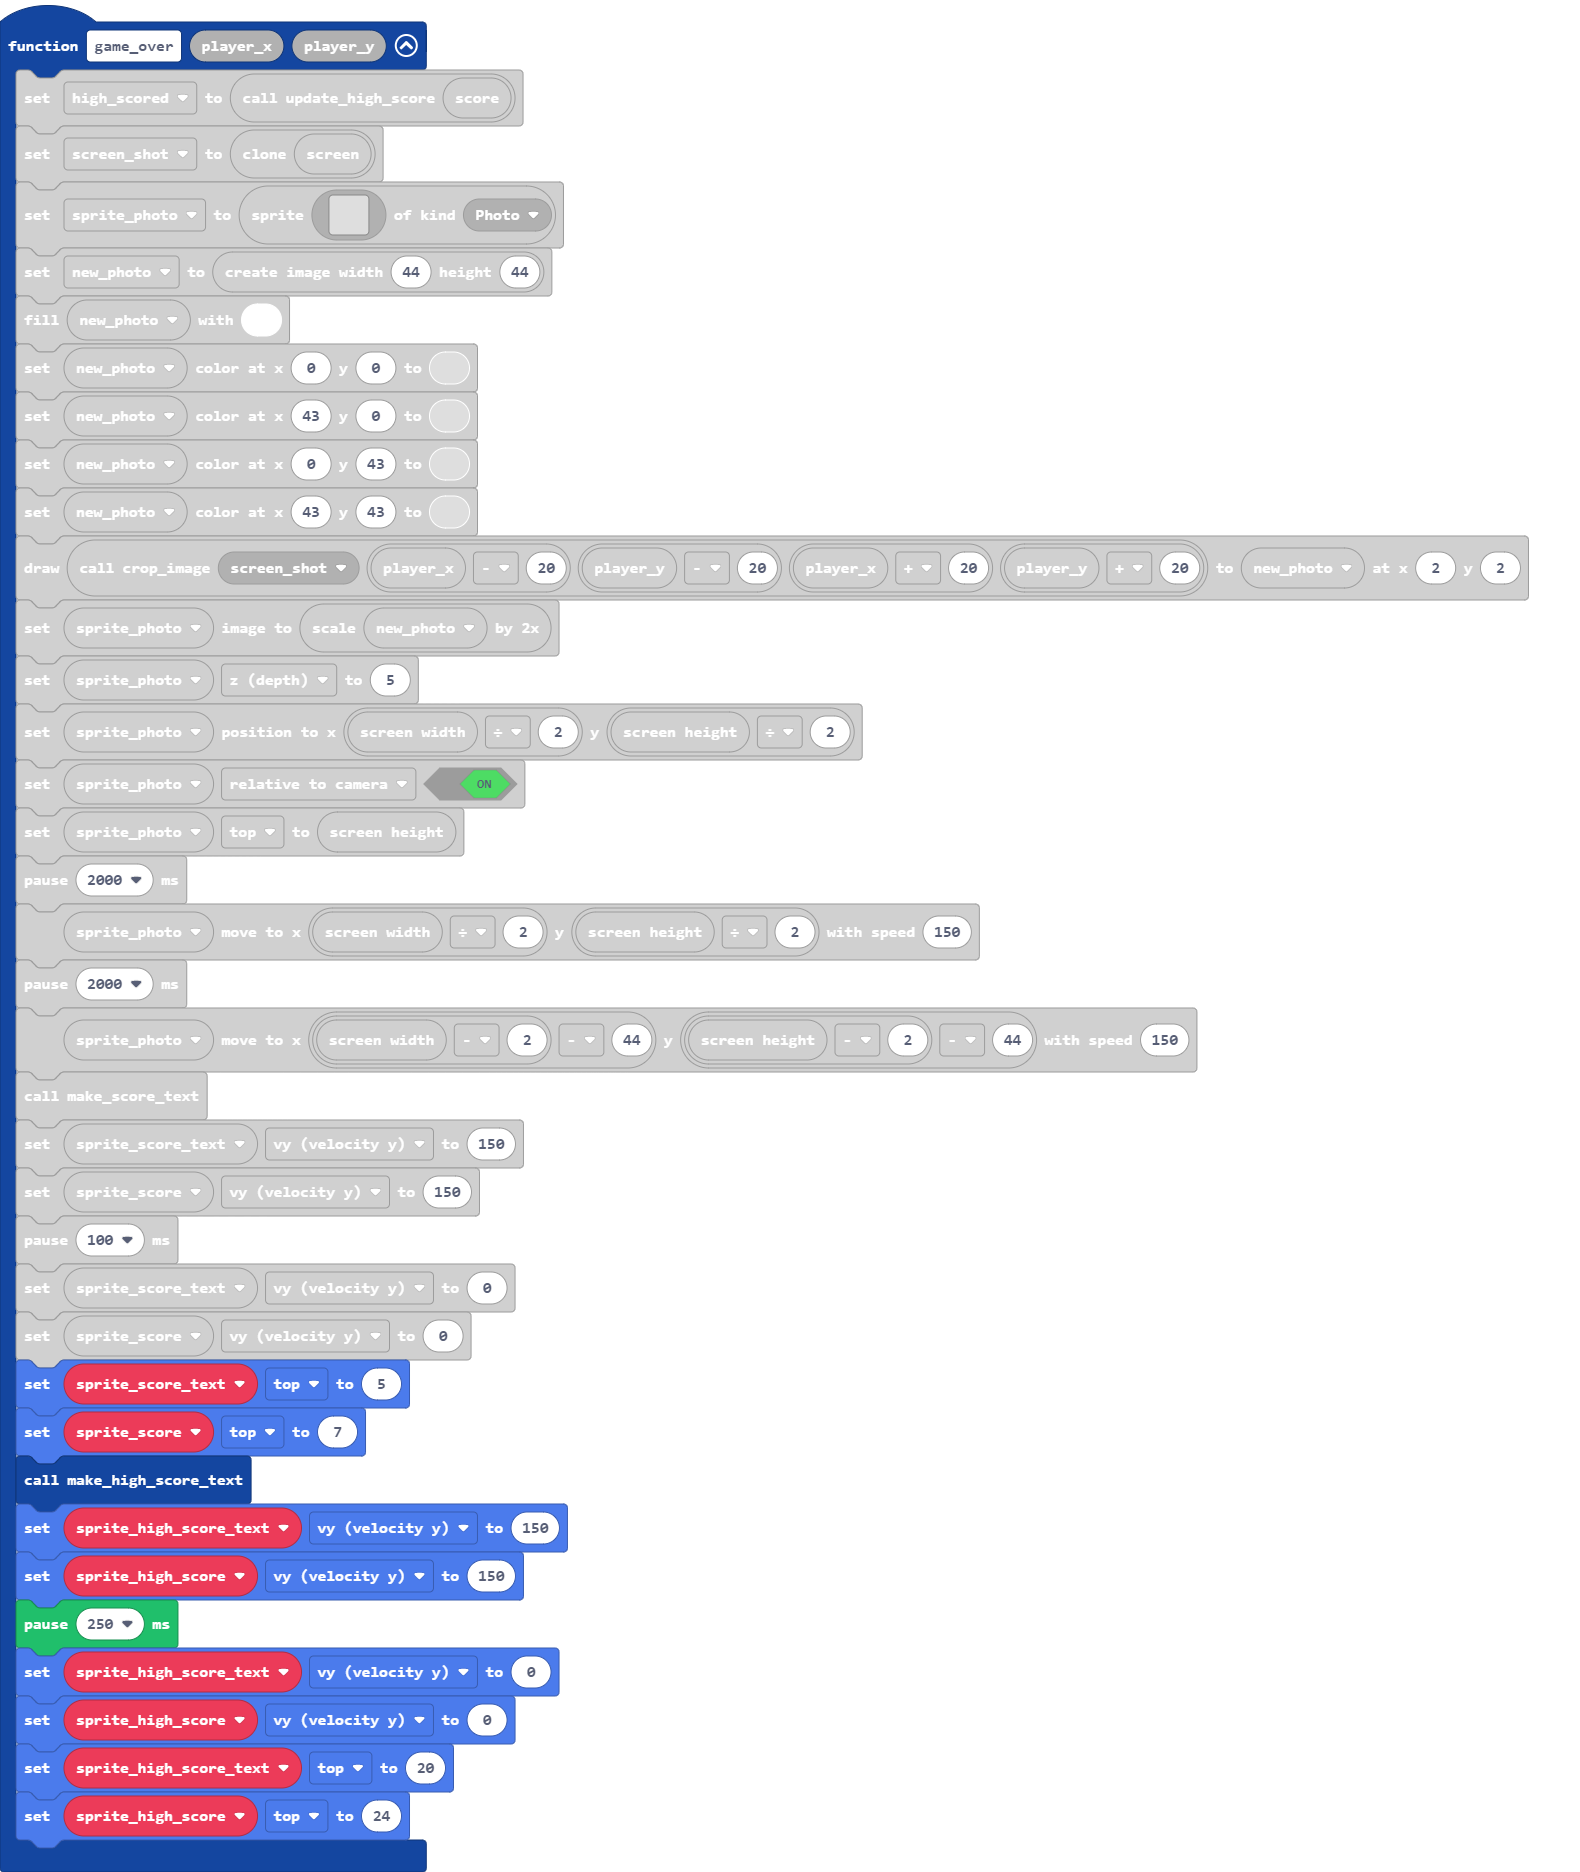 function game_over player_x player_y
set high_scored to call update_high_score score
set screen_shot to clone screen
set sprite_photo to sprite of kind Photo
set new_photo to create image width 44 height 44
fill new_photo with
set new_photo color at x 0 y 0 to
set new_photo color at x 43 y 0 to
set new_photo color at x 0 y 43 to
set new_photo color at x 43 y 43 to
draw call crop_image screen_shot player_x - 20 player_y - 20 player_x + 20 player_y + 20 to new_photo at x 2 y 2
set sprite_photo image to scale new_photo by 2x
set sprite_photo z (depth) to 5
set sprite_photo position to x screen width ÷ 2 y screen height ÷ 2
set sprite_photo relative to camera ON
set sprite_photo top to screen height
pause 2000 ms
sprite_photo move to x screen width ÷ 2 y screen height ÷ 2 with speed 150
pause 2000 ms
sprite_photo move to x screen width - 2 - 44 y screen height - 2 - 44 with speed 150
call make_score_text
set sprite_score_text vy (velocity y) to 150
set sprite_score vy (velocity y) to 150
pause 100 ms
set sprite_score_text vy (velocity y) to 0
set sprite_score vy (velocity y) to 0
set sprite_score_text top to 5
set sprite_score top to 7
call make_high_score_text
set sprite_high_score_text vy (velocity y) to 150
set sprite_high_score vy (velocity y) to 150
pause 250 ms
set sprite_high_score_text vy (velocity y) to 0
set sprite_high_score vy (velocity y) to 0
set sprite_high_score_text top to 20
set sprite_high_score top to 24